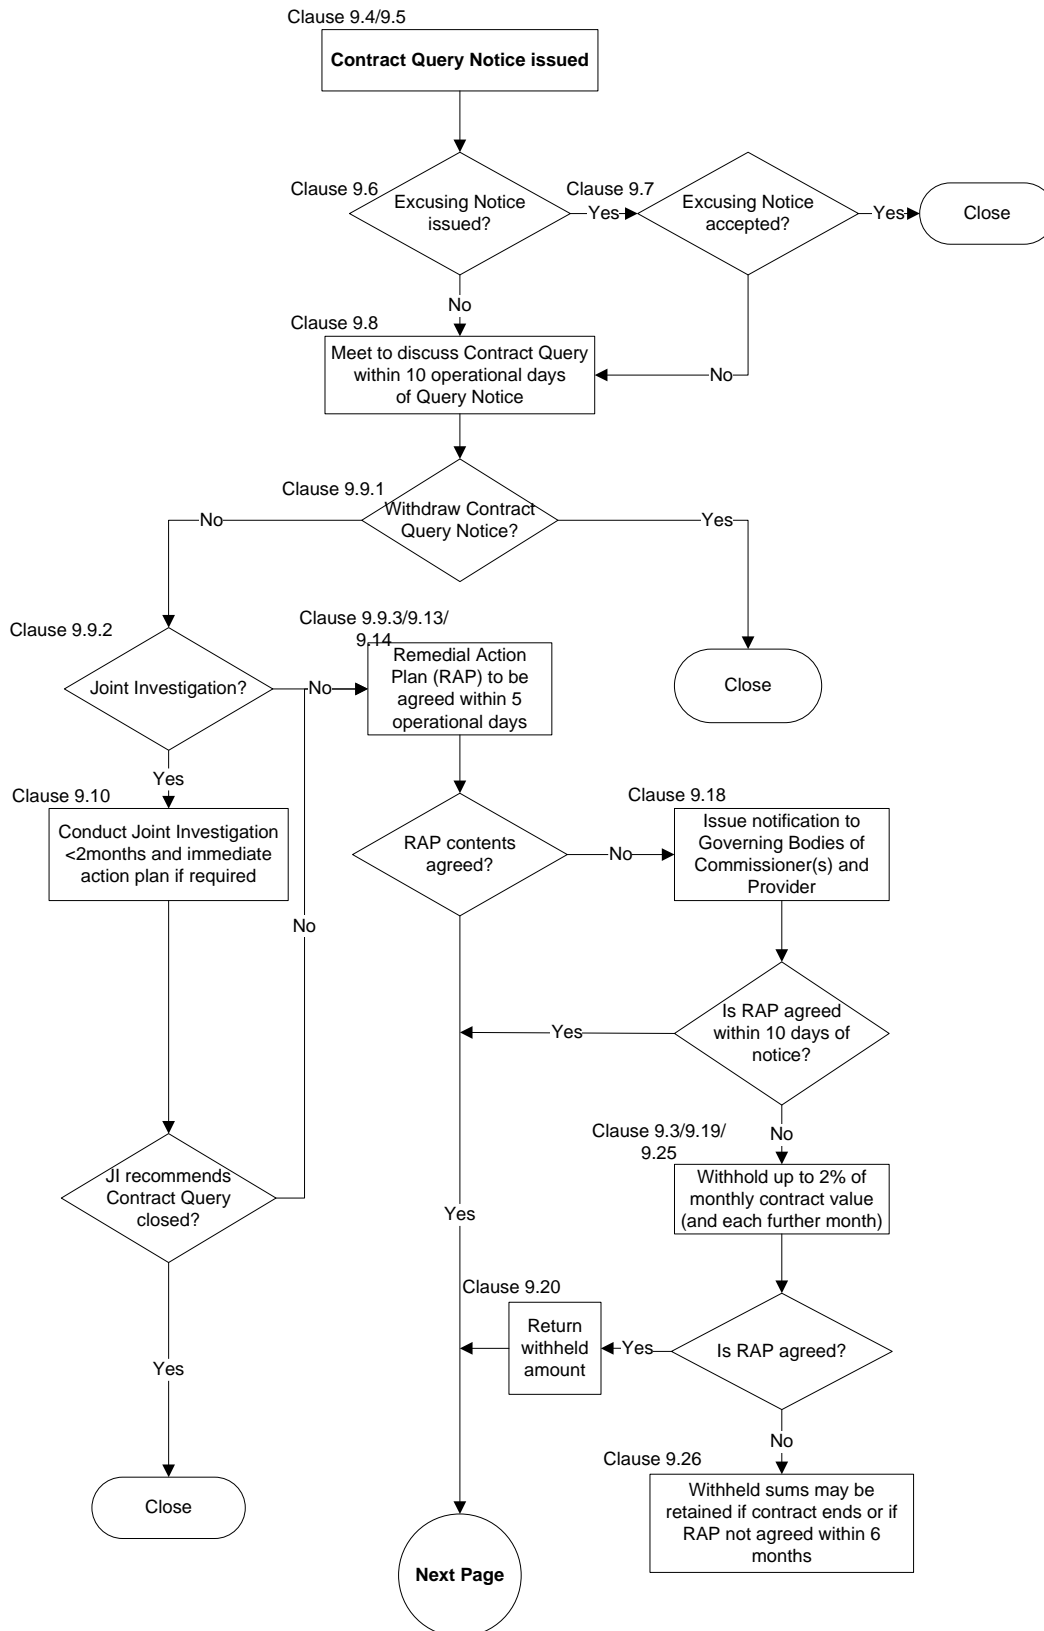 Clause 9.4/9.5
Contract Query Notice issued
Clause 9.6
Excusing Notice
issued?
Yes
Clause 9.7
Excusing Notice
accepted?
Yes
Close
No
Clause 9.8
Meet to discuss Contract Query
within 10 operational days
of Query Notice
No
Clause 9.9.1
Withdraw Contract
Query Notice?
No
Yes
Clause 9.9.2
Joint Investigation?
No
Clause 9.9.3/9.13/
9.14
Remedial Action
Plan (RAP) to be
agreed within 5
operational days
Close
Yes
Clause 9.10
Conduct Joint Investigation
<2months and immediate
action plan if required
RAP contents
agreed?
No
Clause 9.18
Issue notification to
Governing Bodies of
Commissioner(s) and
Provider
No
Is RAP agreed
within 10 days of
notice?
Yes
No
Clause 9.3/9.19/
9.25
Withhold up to 2% of
monthly contract value
(and each further month)
JI recommends
Contract Query
closed?
Yes
Clause 9.20
Return
withheld
amount
Yes
Is RAP agreed?
Yes
No
Clause 9.26
Withheld sums may be
retained if contract ends or if
RAP not agreed within 6
months
Close
Next Page